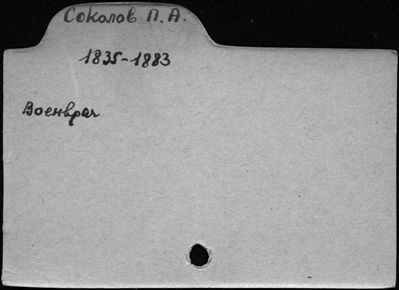 Соколов П. А.
1835-1883
Военврач